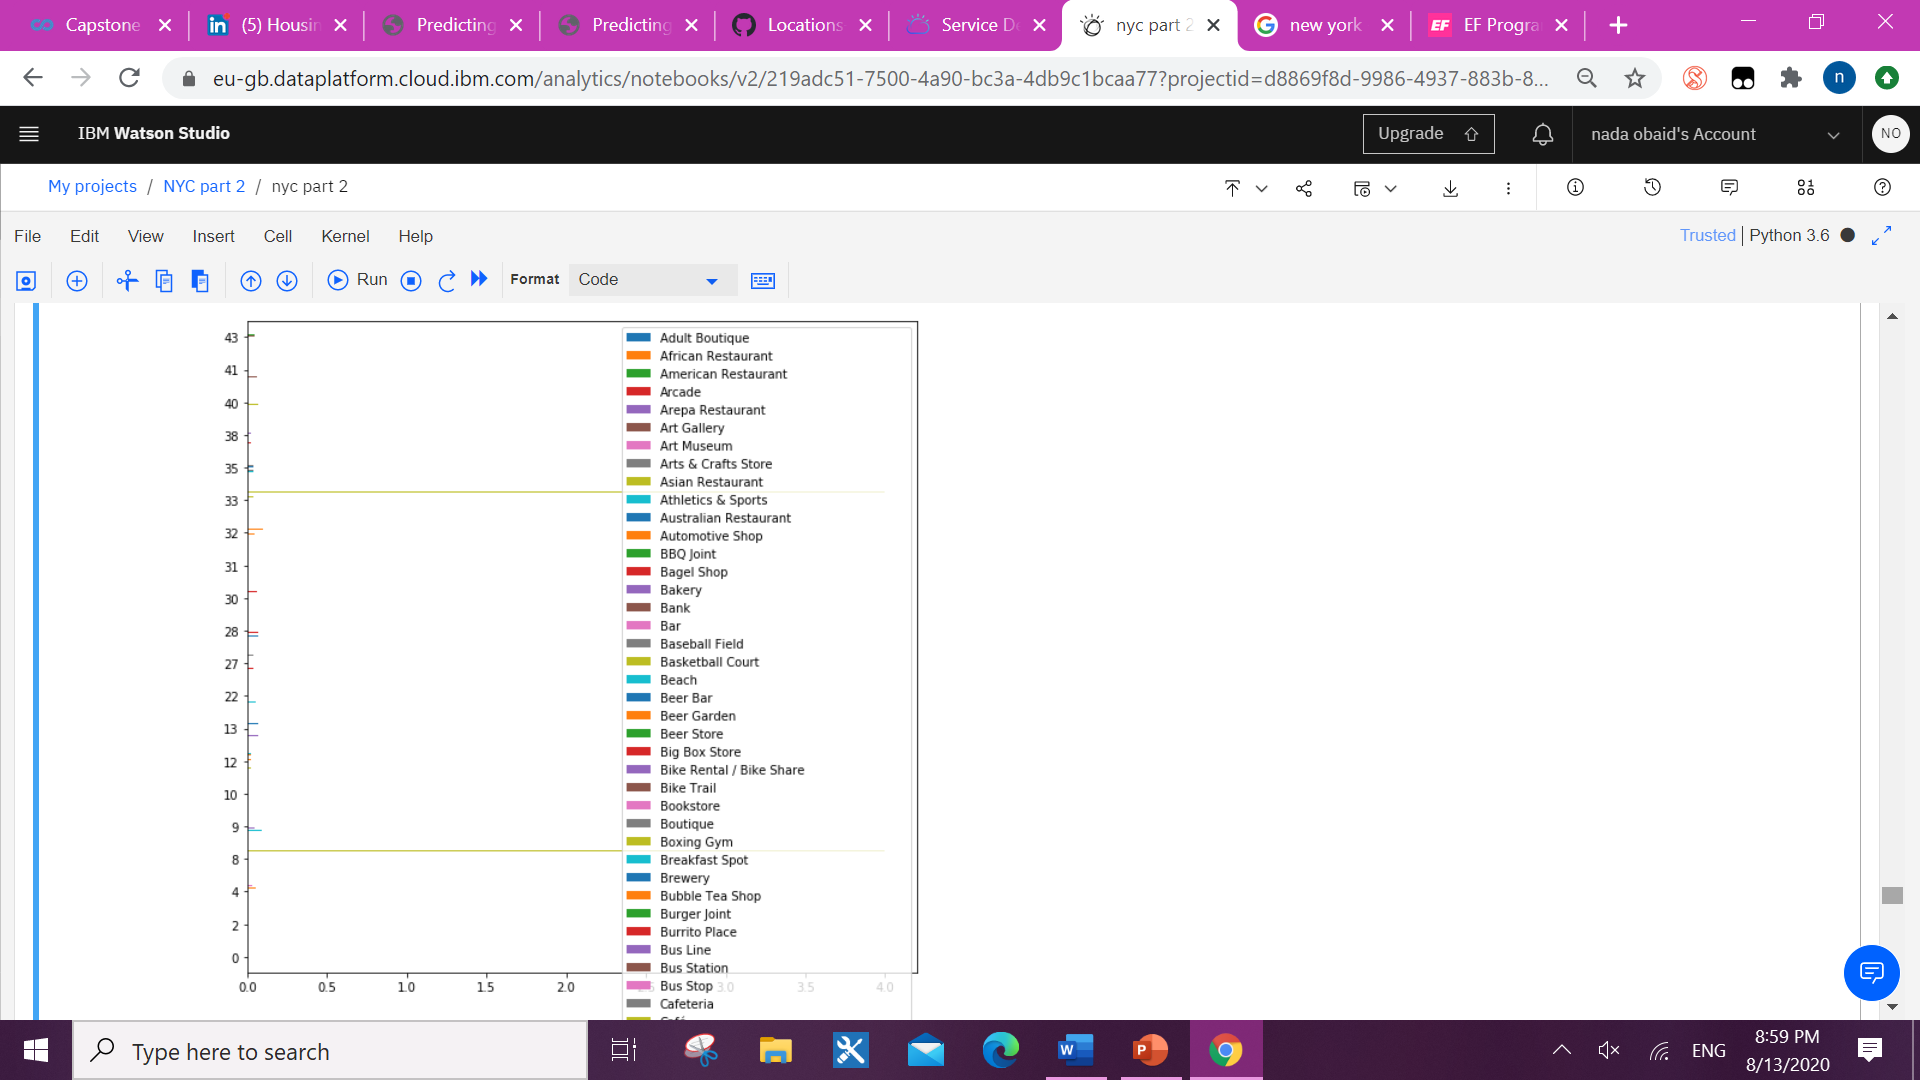 Capstone
(5) Housin
Predicting
Predicting
Locations
Service De
nyc part 2
new york
EF Progra
eu-gb.dataplatform.cloud.ibm.com/analytics/notebooks/v2/219adc51-7500-4a90-bc3a-4db9c1bcaa77?projectid=d8869f8d-9986-4937-883b-8...
n
IBM Watson Studio
Upgrade
nada obaid's Account
NO
My projects / NYC part 2 / nyc part 2
File Edit View Insert Cell Kernel Help
Trusted | Python 3.6
Run
Format
Code
43
41
40
38
35
33
32
31
30
28
27
22
13
12
10
9
8
4
2
0
0.0 0.5 1.0 1.5 2.0 3.0 3.5 4.0
Adult Boutique
African Restaurant
American Restaurant
Arcade
Arepa Restaurant
Art Gallery
Art Museum
Arts & Crafts Store
Asian Restaurant
Athletics & Sports
Australian Restaurant
Automotive Shop
BBQ Joint
Bagel Shop
Bakery
Bank
Bar
Baseball Field
Basketball Court
Beach
Beer Bar
Beer Garden
Beer Store
Big Box Store
Bike Rental / Bike Share
Bike Trail
Bookstore
Boutique
Boxing Gym
Breakfast Spot
Brewery
Bubble Tea Shop
Burger Joint
Burrito Place
Bus Line
Bus Station
Bus Stop
Cafeteria
Type here to search
ENG
8:59 PM
8/13/2020